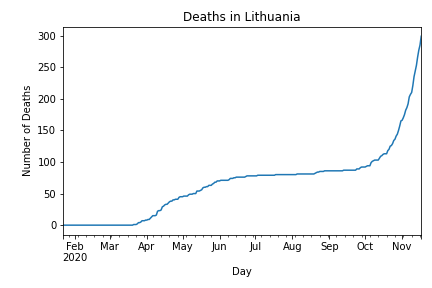 Deaths in Lithuania
300
250
200
150
100
50
0
Number of Deaths
Feb Mar Apr May Jun Jul Aug Sep Oct Nov
2020
Day